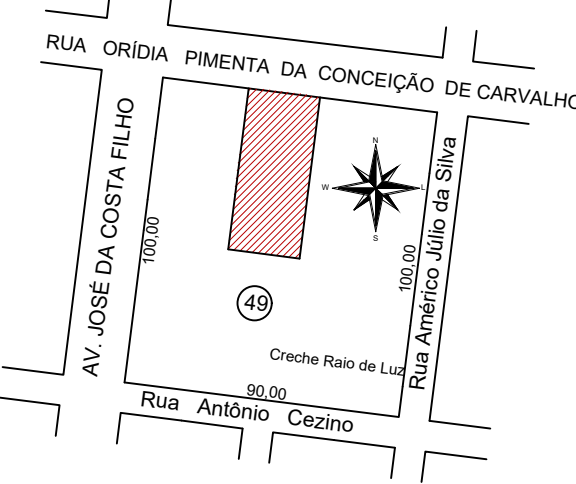 RUA ORÍDIA PIMENTA DA CONCEIÇÃO DE CARVALHO
AV. JOSÉ DA COSTA FILHO
N
W
L
S
Rua Américo Júlio da Silva
100,00
100,00
49
Creche Raio de Luz
90,00
Rua Antônio Cezino